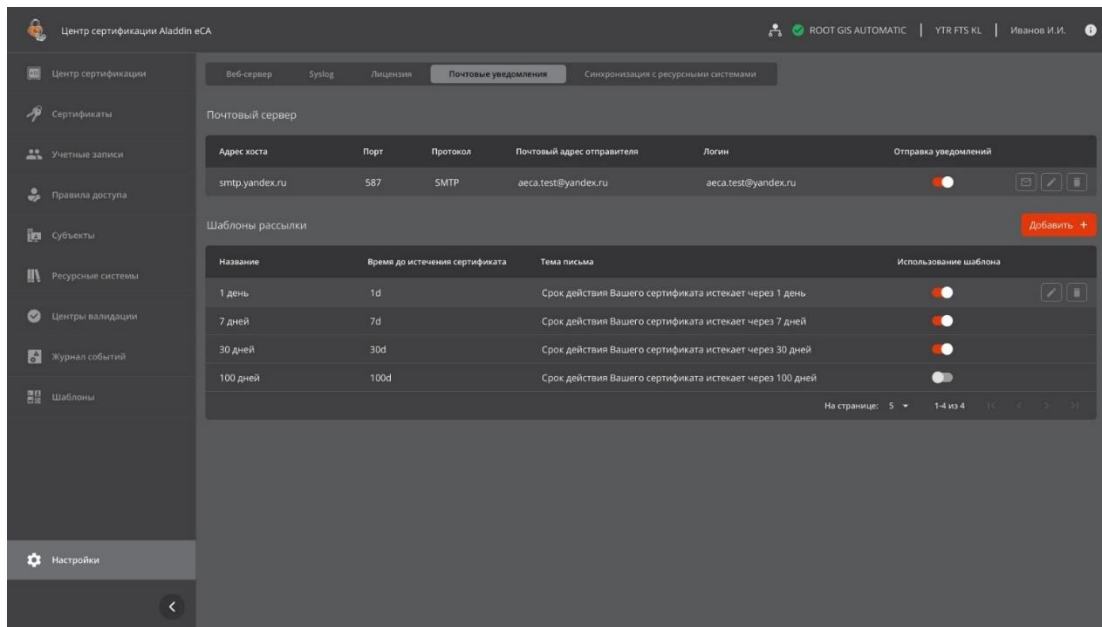 Центр сертификации Aladdin eCA
ROOT GIS AUTOMATIC | YTR FTS KL | Иванов И.И.
Центр сертификации
Сертификаты
Учетные записи
Правила доступа
Субъекты
Ресурсные системы
Центры валидации
Журнал событий
Шаблоны
Настройки
Веб-сервер Syslog Лицензия Почтовые уведомления Синхронизация с ресурсными системами
Почтовый сервер
Адрес хоста Порт Протокол Почтовый адрес отправителя Логин Отправка уведомлений
smtp.yandex.ru 587 SMTP aeca.test@yandex.ru aeca.test@yandex.ru
Шаблоны рассылки
Добавить +
Название Время до истечения сертификата Тема письма Использование шаблона
1 день 1d Срок действия Вашего сертификата истекает через 1 день
7 дней 7d Срок действия Вашего сертификата истекает через 7 дней
30 дней 30d Срок действия Вашего сертификата истекает через 30 дней
100 дней 100d Срок действия Вашего сертификата истекает через 100 дней
На странице: 5 1-4 из 4